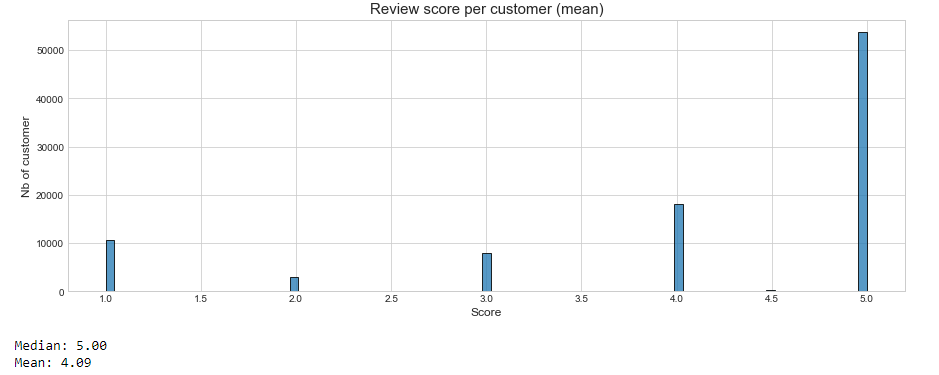 Review score per customer (mean)
50000
40000
30000
20000
10000
0
Nb of customer
1.0 1.5 2.0 2.5 3.0 3.5 4.0 4.5 5.0
Score
Median: 5.00
Mean: 4.09